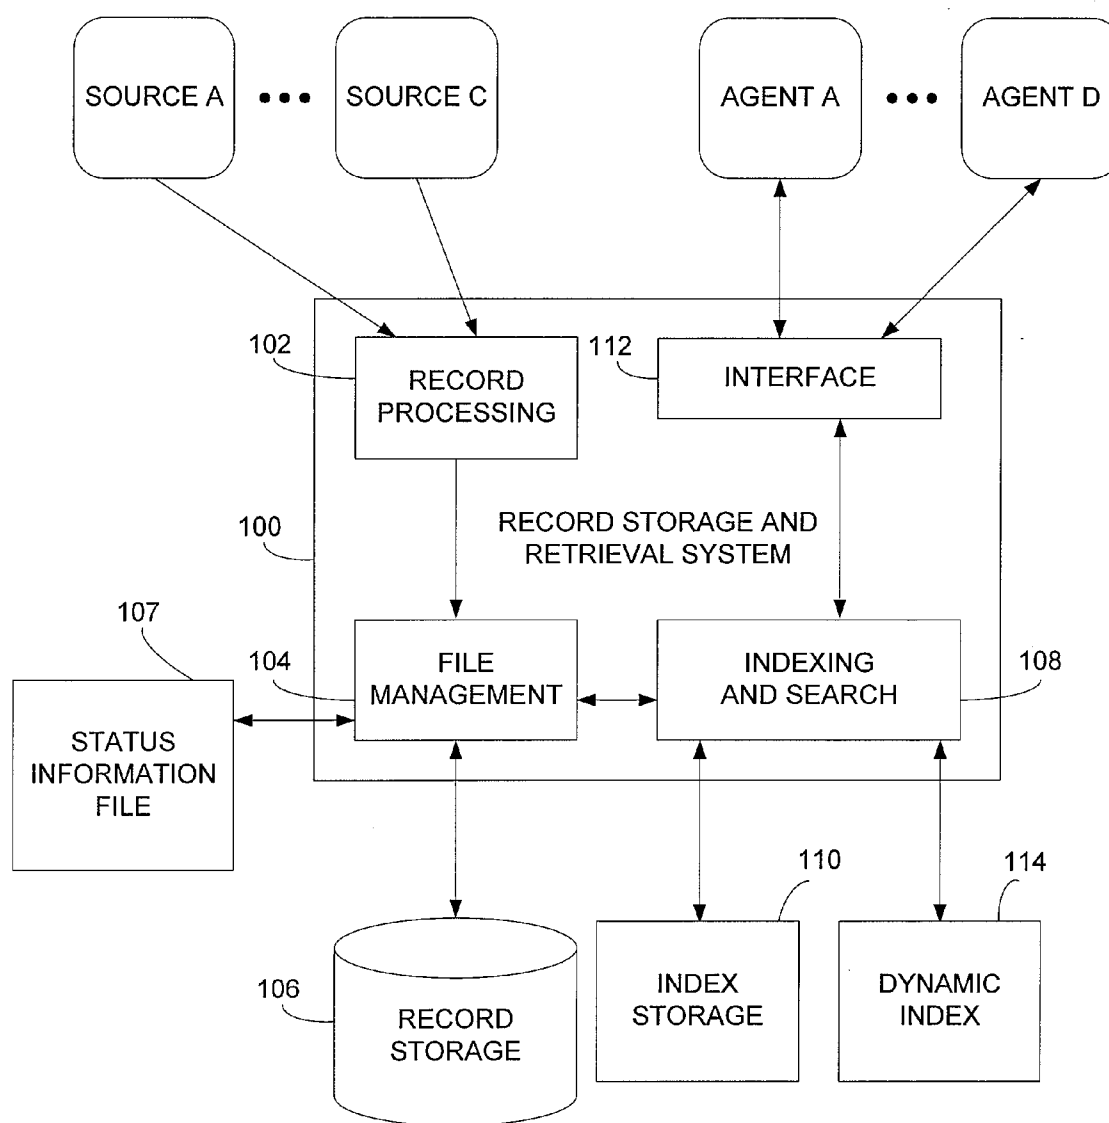 SOURCE A
SOURCE C
AGENT A
AGENT D
102
RECORD
PROCESSING
112
INTERFACE
100
RECORD STORAGE AND
RETRIEVAL SYSTEM
107
104
FILE
MANAGEMENT
INDEXING
AND SEARCH
108
STATUS
INFORMATION
FILE
110
114
106
RECORD
STORAGE
INDEX
STORAGE
DYNAMIC
INDEX